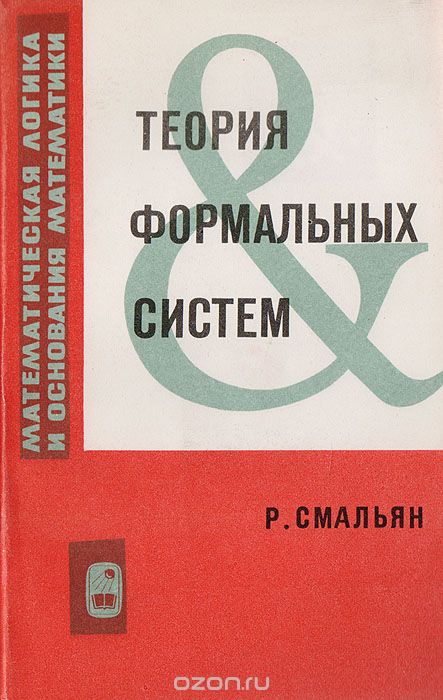 МАТЕМАТИЧЕСКАЯ ЛОГИКА
И ОСНОВАНИЯ МАТЕМАТИКИ
&
ТЕОРИЯ
ФОРМАЛЬНЫХ
СИСТЕМ
Р. СМАЛЬЯН
ozon.ru